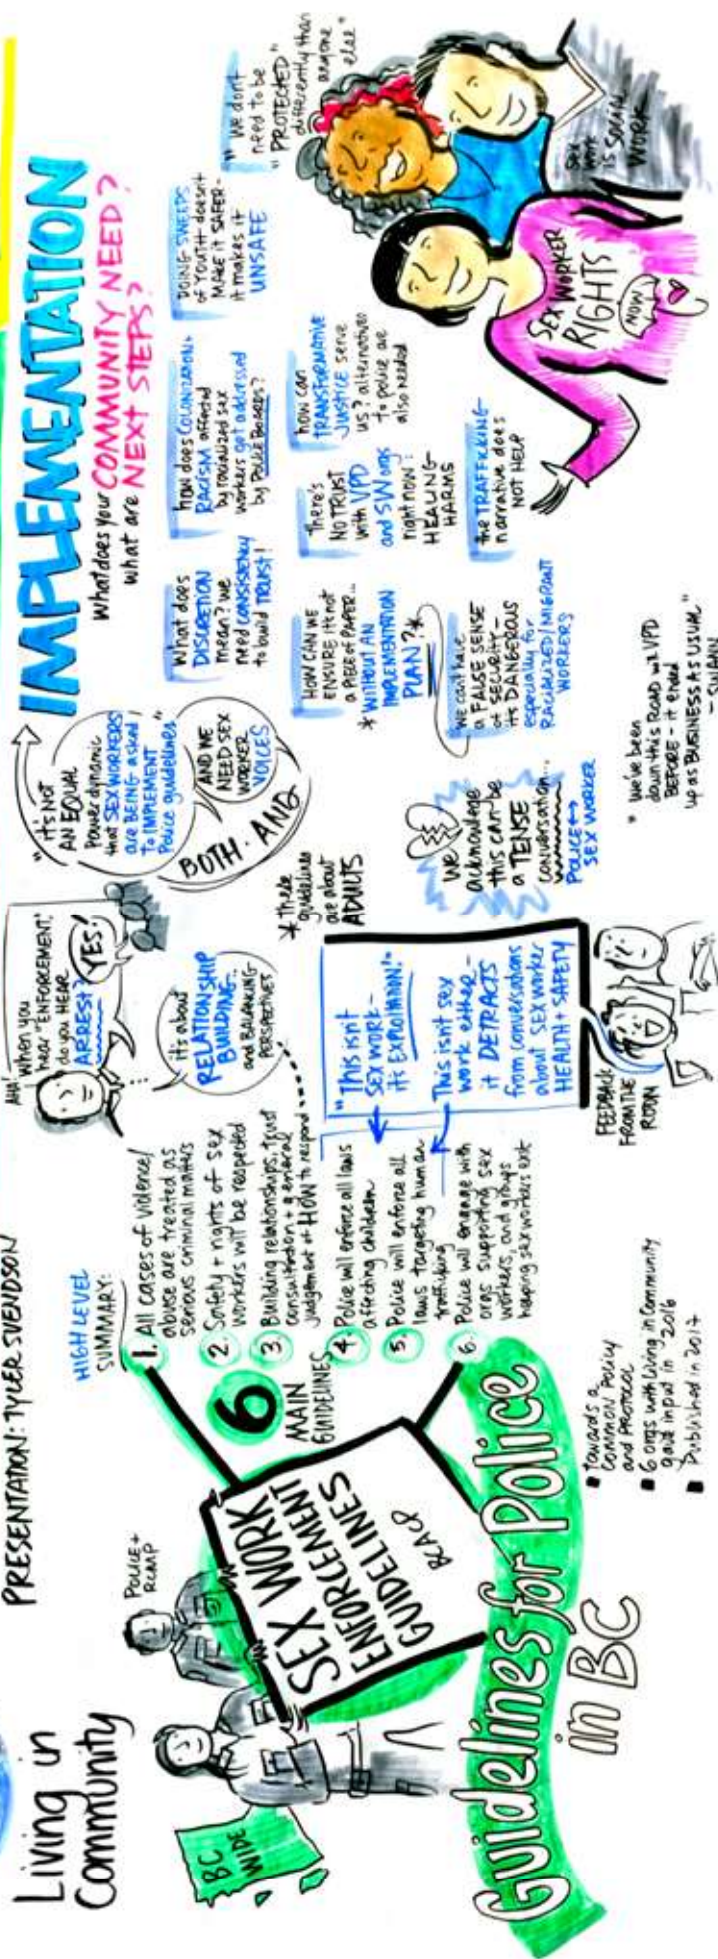 Living in
Community
PRESENTATION: TYLER SVENDSON
BC
WIDE
POLICE +
RCMP
SEX WORK
ENFORCEMENT
GUIDELINES
BCACP
Guidelines for Police
in BC
■ Towards a
Common Policy
and Protocol
■ 6 orgs with Living in Community
gave input in 2016
■ Published in 2017
HIGH LEVEL
SUMMARY:
6
MAIN
GUIDELINES
1. All cases of violence/
abuse are treated as
serious criminal matters
2. Safety + rights of sex
workers will be respected
3. Building relationships, trust
consultation + general
judgement of HOW to respond
4. Police will enforce all laws
affecting children
5. Police will enforce all
laws targeting human
trafficking
6. Police will engage with
orgs supporting sex
workers, and groups
helping sex workers exit
AHA! When you
hear "ENFORCEMENT"
do you HEAR
ARREST?
YES!
it's about
RELATIONSHIP
BUILDING..
and BALANCING
PERSPECTIVES
"This isn't
SEX WORK -
it's EXPLOITATION!"
This isn't sex
work either -
it DETRACTS
from conversations
about SEX Worker
HEALTH + SAFETY
FEEDBACK
FROM THE
ROOM
"It's NOT
AN EQUAL
Power dynamic
that SEX WORKERS
are BEING asked
to IMPLEMENT
Police guidelines"
AND WE
NEED SEX
WORKER
VOICES
BOTH - AND
* These
guidelines
are about
ADULTS
WE
acknowledge
this can be
a TENSE
conversation...
POLICE ↔
SEX WORKER
"We've been
down this ROAD w/ VPD
BEFORE - it ended
up as BUSINESS AS USUAL"
- SWANN
IMPLEMENTATION
What does your COMMUNITY NEED?
what are NEXT STEPS?
What does
DISCRETION
mean? We
need CONSISTENCY
to build TRUST!
how does COLONIZATION +
RACISM affected
by racialized sex
workers get addressed
by POLICE BOARDS?
DOING SWEEPS
of YOUTH doesn't
MAKE it SAFER -
it makes it
UNSAFE
"We don't
need to be
"PROTECTED"
differently than
anyone
else"
HOW CAN WE
ENSURE it's not
a PIECE of PAPER...
* WITHOUT AN
IMPLEMENTATION
PLAN? *
there's
NO TRUST
with VPD
and SW orgs
right now:
HEALING
HARMS
how can
TRANSFORMATIVE
JUSTICE serve
us? alternatives
to police are
also needed
We can't have
a FALSE SENSE
of SECURITY -
it's DANGEROUS
especially for
RACIALIZED/MIGRANT
WORKERS
the TRAFFICKING
narrative does
NOT HELP
SEX WORKER
RIGHTS
NOW
Sex
work
IS Social
WORK